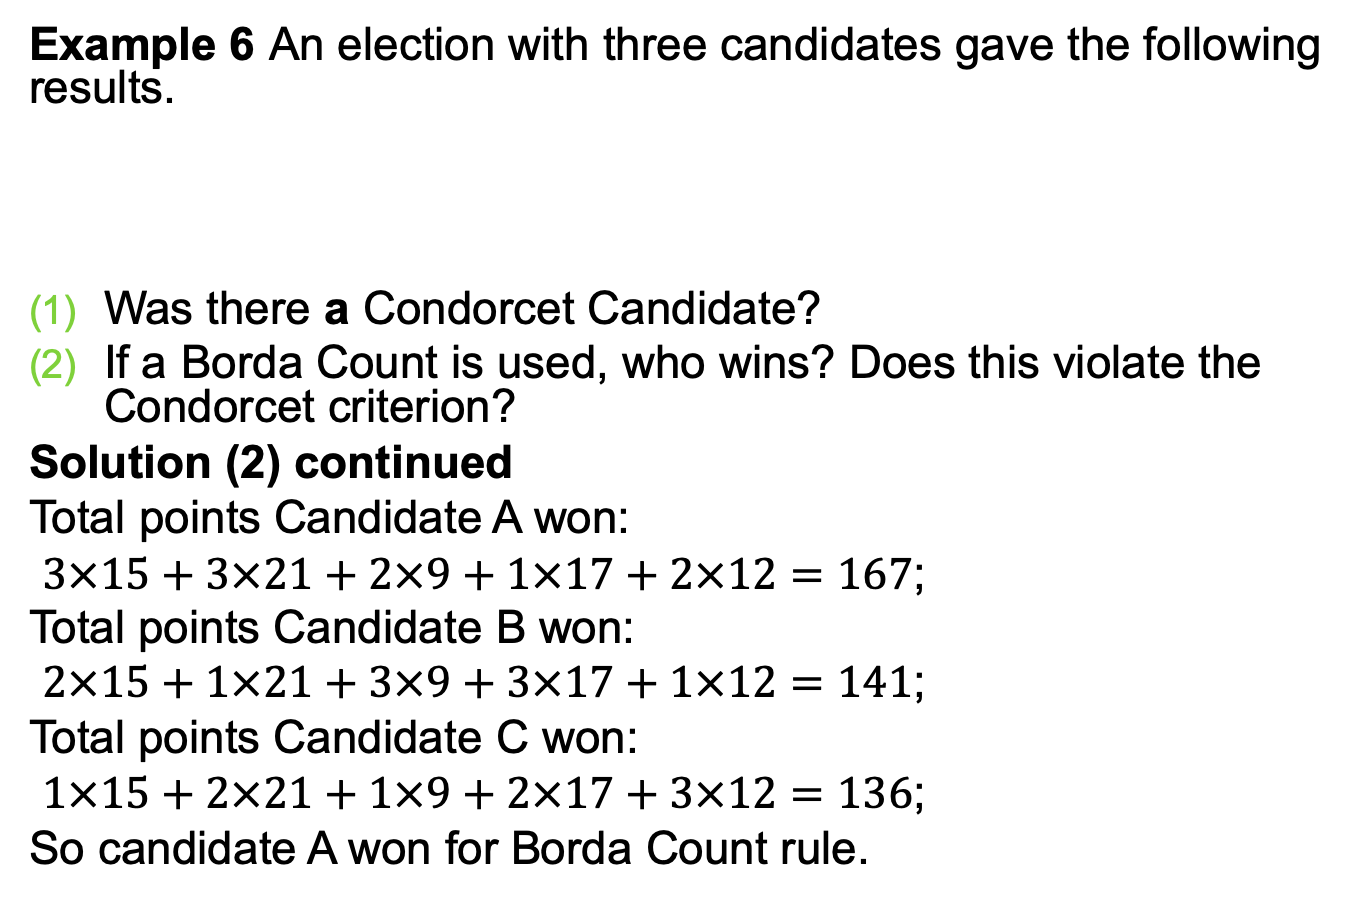 Example 6 An election with three candidates gave the following
results.
(1) Was there a Condorcet Candidate?
(2) If a Borda Count is used, who wins? Does this violate the
Condorcet criterion?
Solution (2) continued
Total points Candidate A won:
3×15 + 3×21 + 2×9 + 1×17 + 2×12 = 167;
Total points Candidate B won:
2×15 + 1×21 + 3×9 + 3×17 + 1×12 = 141;
Total points Candidate C won:
1×15 + 2×21 + 1×9 + 2×17 + 3×12 = 136;
So candidate A won for Borda Count rule.